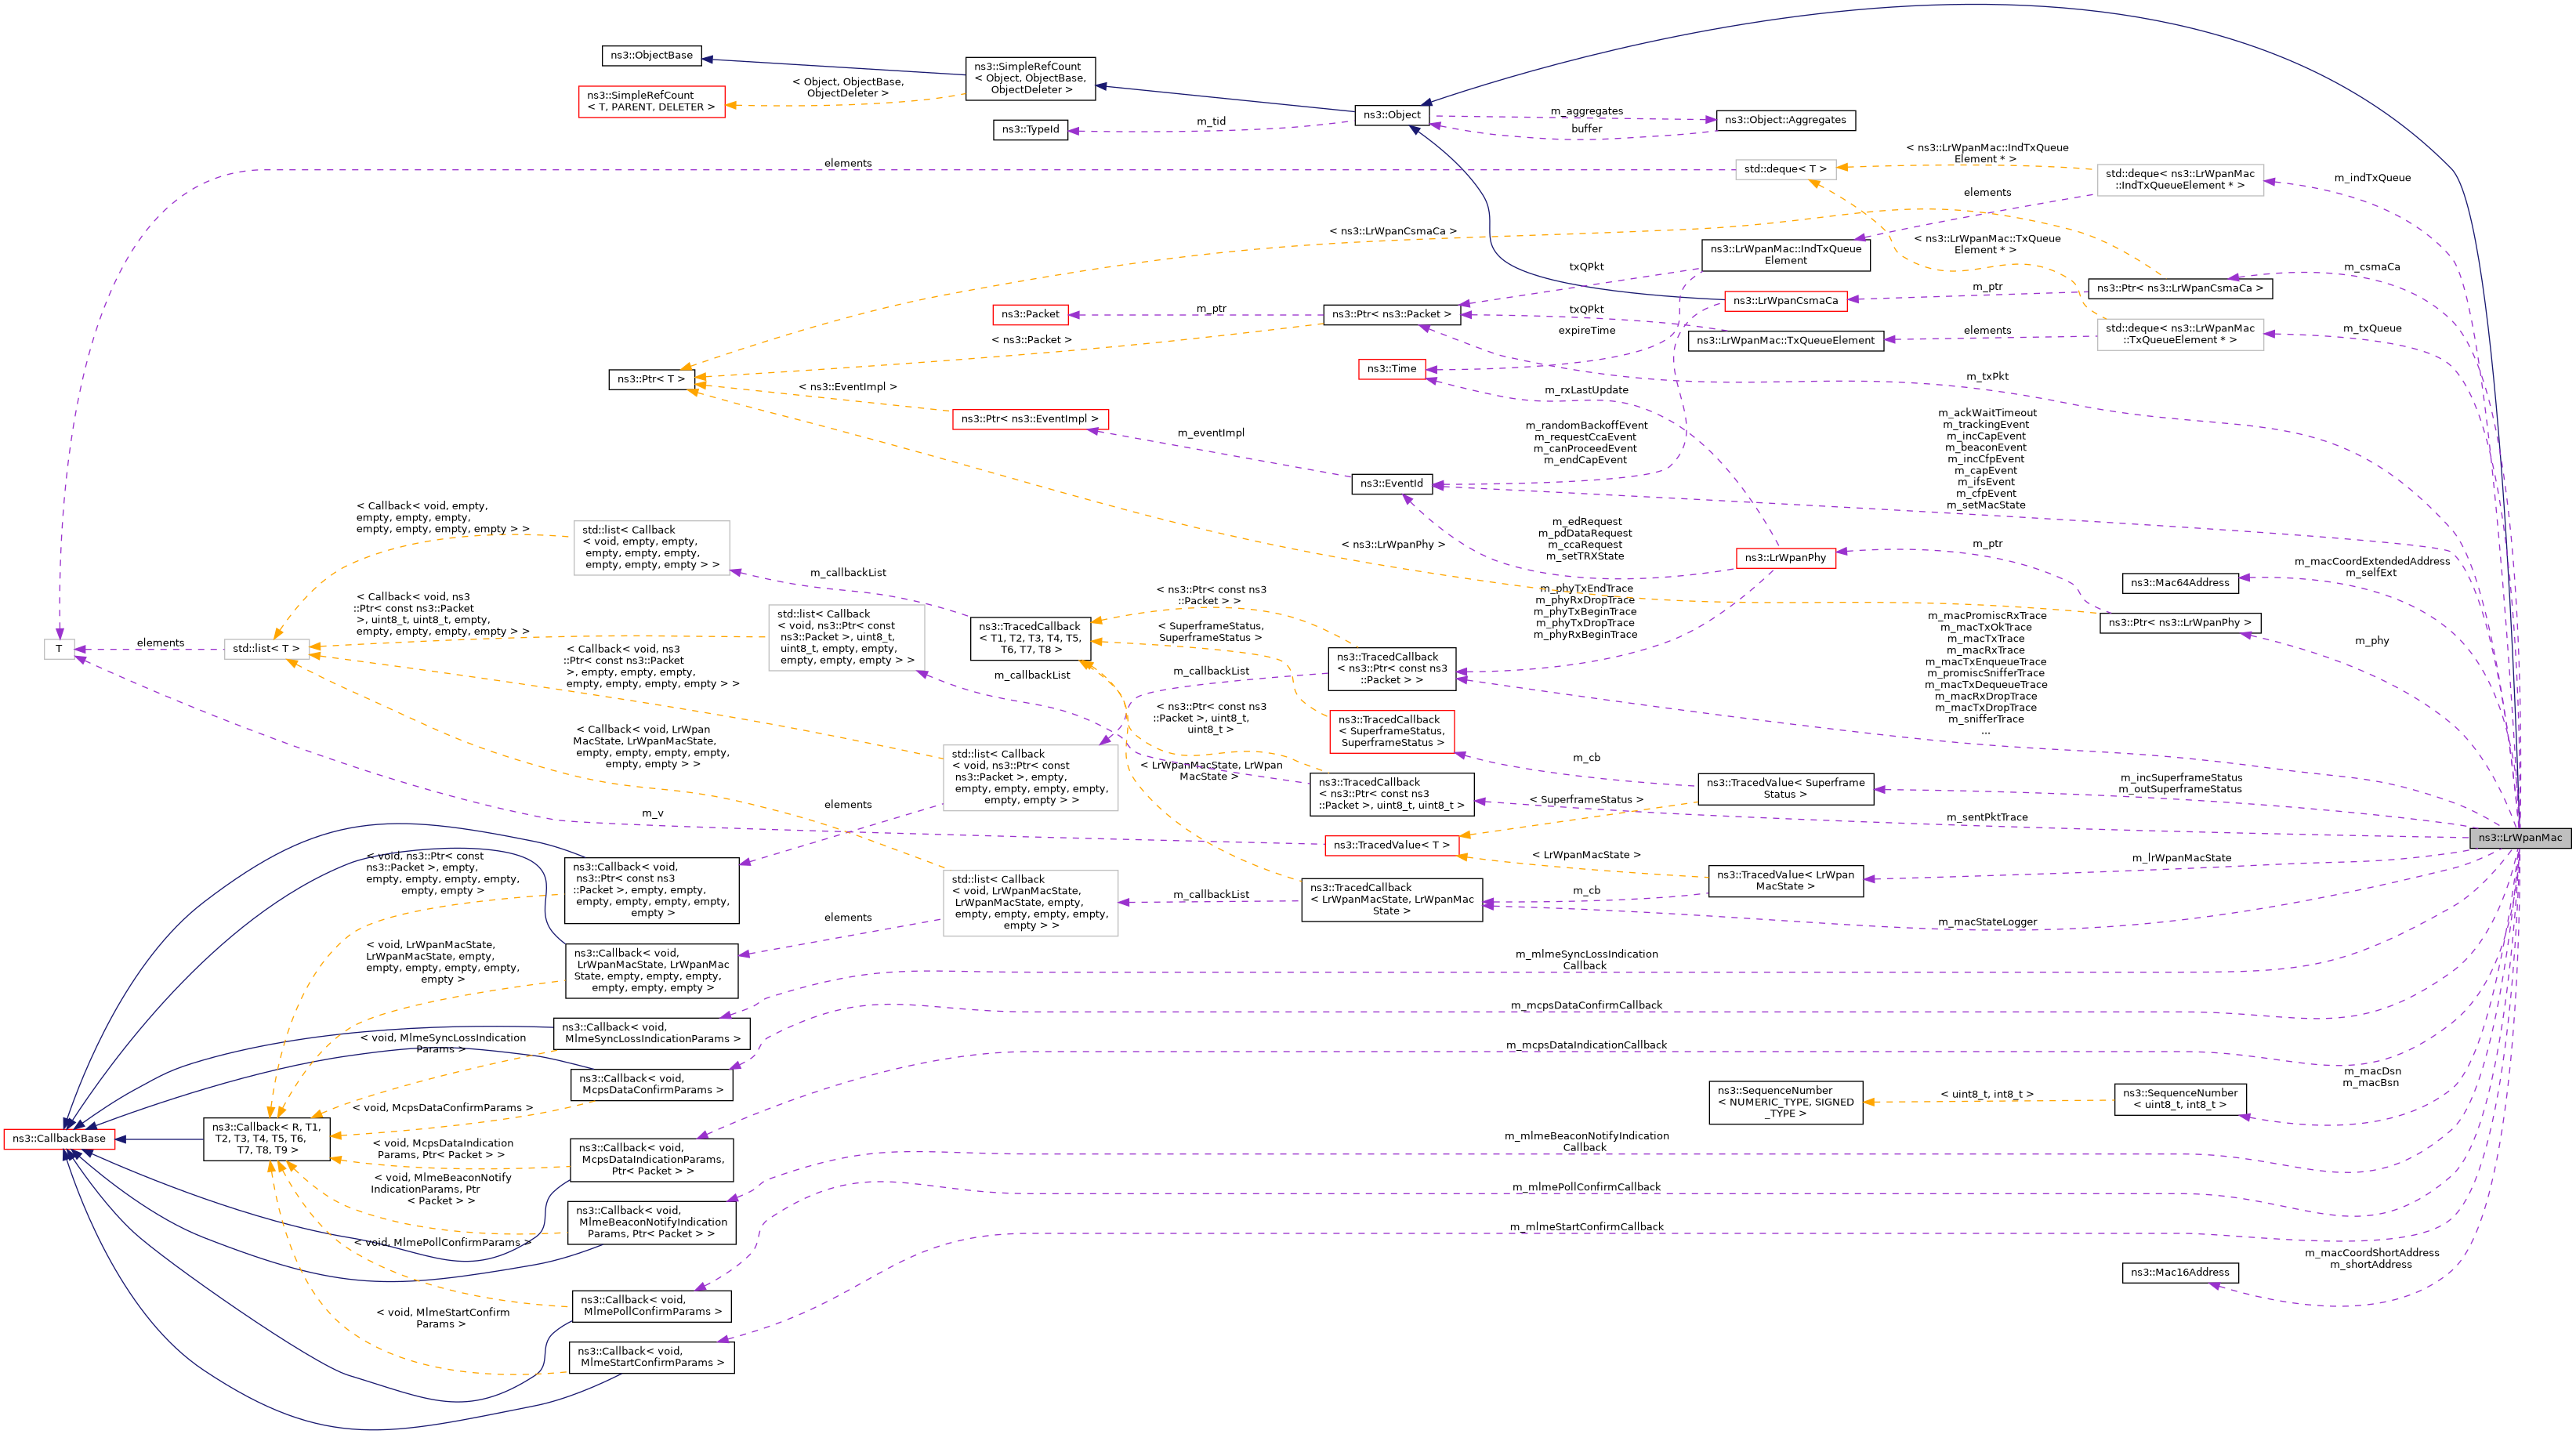 ns3::ObjectBase
ns3::SimpleRefCount
< T, PARENT, DELETER >
< Object, ObjectBase,
ObjectDeleter >
ns3::SimpleRefCount
< Object, ObjectBase,
ObjectDeleter >
ns3::TypeId
m_tid
ns3::Object
m_aggregates
buffer
ns3::Object::Aggregates
elements
std::deque< T >
< ns3::LrWpanMac::IndTxQueue
Element * >
std::deque< ns3::LrWpanMac
::IndTxQueueElement * >
m_indTxQueue
elements
< ns3::LrWpanCsmaCa >
ns3::LrWpanMac::IndTxQueue
Element
< ns3::LrWpanMac::TxQueue
Element * >
m_csmaCa
txQPkt
m_ptr
ns3::Ptr< ns3::LrWpanCsmaCa >
ns3::LrWpanCsmaCa
ns3::Packet
m_ptr
ns3::Ptr< ns3::Packet >
txQPkt
expireTime
ns3::LrWpanMac::TxQueueElement
elements
std::deque< ns3::LrWpanMac
::TxQueueElement * >
m_txQueue
< ns3::Packet >
ns3::Ptr< T >
< ns3::EventImpl >
ns3::Time
m_rxLastUpdate
m_txPkt
ns3::Ptr< ns3::EventImpl >
m_eventImpl
m_randomBackoffEvent
m_requestCcaEvent
m_canProceedEvent
m_endCapEvent
m_ackWaitTimeout
m_trackingEvent
m_incCapEvent
m_beaconEvent
m_incCfpEvent
m_capEvent
m_ifsEvent
m_cfpEvent
m_setMacState
ns3::EventId
< Callback< void, empty,
empty, empty, empty,
empty, empty, empty, empty > >
std::list< Callback
< void, empty, empty,
empty, empty, empty,
empty, empty, empty > >
m_callbackList
< ns3::LrWpanPhy >
m_edRequest
m_pdDataRequest
m_ccaRequest
m_setTRXState
ns3::LrWpanPhy
m_ptr
m_macCoordExtendedAddress
m_selfExt
ns3::Mac64Address
< Callback< void, ns3
::Ptr< const ns3::Packet
>, uint8_t, uint8_t, empty,
empty, empty, empty, empty > >
std::list< Callback
< void, ns3::Ptr< const
ns3::Packet >, uint8_t,
uint8_t, empty, empty,
empty, empty, empty > >
< ns3::Ptr< const ns3
::Packet > >
m_phyTxEndTrace
m_phyRxDropTrace
m_phyTxBeginTrace
m_phyTxDropTrace
m_phyRxBeginTrace
ns3::Ptr< ns3::LrWpanPhy >
m_phy
T
elements
std::list< T >
ns3::TracedCallback
< T1, T2, T3, T4, T5,
T6, T7, T8 >
< SuperframeStatus,
SuperframeStatus >
m_macPromiscRxTrace
m_macTxOkTrace
m_macTxTrace
m_macRxTrace
m_macTxEnqueueTrace
m_promiscSnifferTrace
m_macTxDequeueTrace
m_macRxDropTrace
m_macTxDropTrace
m_snifferTrace
...
< Callback< void, ns3
::Ptr< const ns3::Packet
>, empty, empty, empty,
empty, empty, empty, empty > >
m_callbackList
m_callbackList
ns3::TracedCallback
< ns3::Ptr< const ns3
::Packet > >
< ns3::Ptr< const ns3
::Packet >, uint8_t,
uint8_t >
ns3::TracedCallback
< SuperframeStatus,
SuperframeStatus >
< Callback< void, LrWpan
MacState, LrWpanMacState,
empty, empty, empty, empty,
empty, empty > >
std::list< Callback
< void, ns3::Ptr< const
ns3::Packet >, empty,
empty, empty, empty, empty,
empty, empty > >
< LrWpanMacState, LrWpan
MacState >
m_cb
ns3::TracedCallback
< ns3::Ptr< const ns3
::Packet >, uint8_t, uint8_t >
ns3::TracedValue< Superframe
Status >
m_incSuperframeStatus
m_outSuperframeStatus
elements
m_v
< SuperframeStatus >
m_sentPktTrace
ns3::LrWpanMac
ns3::TracedValue< T >
< LrWpanMacState >
m_lrWpanMacState
< void, ns3::Ptr< const
ns3::Packet >, empty,
empty, empty, empty, empty,
empty, empty >
ns3::Callback< void,
ns3::Ptr< const ns3
::Packet >, empty, empty,
empty, empty, empty, empty,
empty >
std::list< Callback
< void, LrWpanMacState,
LrWpanMacState, empty,
empty, empty, empty, empty,
empty > >
m_callbackList
ns3::TracedCallback
< LrWpanMacState, LrWpanMac
State >
m_cb
ns3::TracedValue< LrWpan
MacState >
elements
m_macStateLogger
< void, LrWpanMacState,
LrWpanMacState, empty,
empty, empty, empty, empty,
empty >
ns3::Callback< void,
LrWpanMacState, LrWpanMac
State, empty, empty, empty,
empty, empty, empty >
m_mlmeSyncLossIndication
Callback
m_mcpsDataConfirmCallback
ns3::Callback< void,
MlmeSyncLossIndicationParams >
< void, MlmeSyncLossIndication
Params >
m_mcpsDataIndicationCallback
ns3::Callback< void,
McpsDataConfirmParams >
< void, McpsDataConfirmParams >
m_macDsn
m_macBsn
ns3::SequenceNumber
< NUMERIC_TYPE, SIGNED
_TYPE >
< uint8_t, int8_t >
ns3::SequenceNumber
< uint8_t, int8_t >
ns3::CallbackBase
ns3::Callback< R, T1,
T2, T3, T4, T5, T6,
T7, T8, T9 >
< void, McpsDataIndication
Params, Ptr< Packet > >
ns3::Callback< void,
McpsDataIndicationParams,
Ptr< Packet > >
m_mlmeBeaconNotifyIndication
Callback
< void, MlmeBeaconNotify
IndicationParams, Ptr
< Packet > >
m_mlmePollConfirmCallback
ns3::Callback< void,
MlmeBeaconNotifyIndication
Params, Ptr< Packet > >
m_mlmeStartConfirmCallback
< void, MlmePollConfirmParams >
m_macCoordShortAddress
m_shortAddress
ns3::Mac16Address
ns3::Callback< void,
MlmePollConfirmParams >
< void, MlmeStartConfirm
Params >
ns3::Callback< void,
MlmeStartConfirmParams >